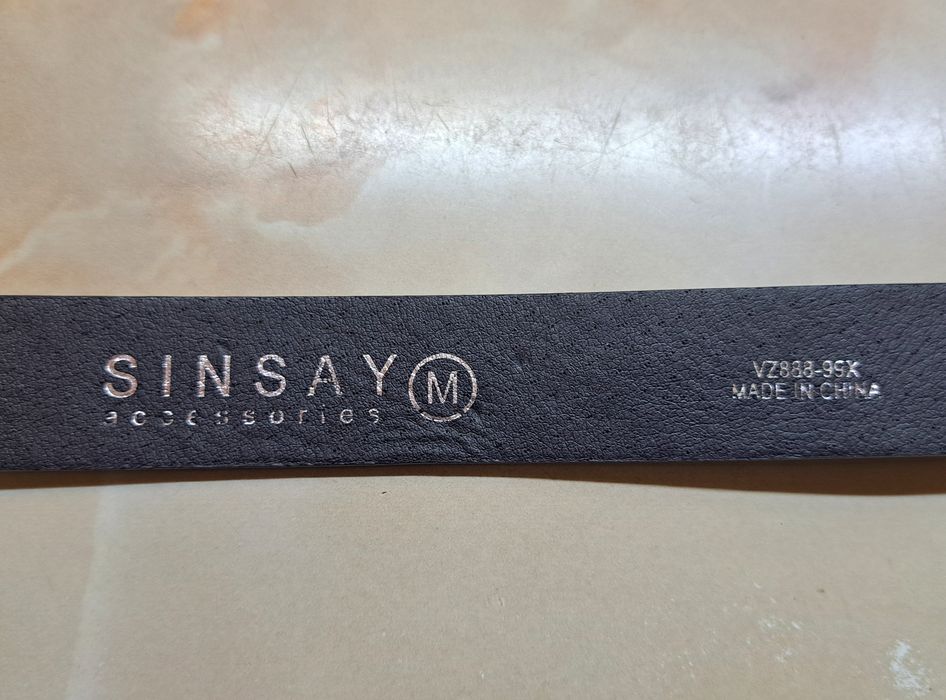 SINSAY
accessories
M
VZ888-99X
MADE IN CHINA